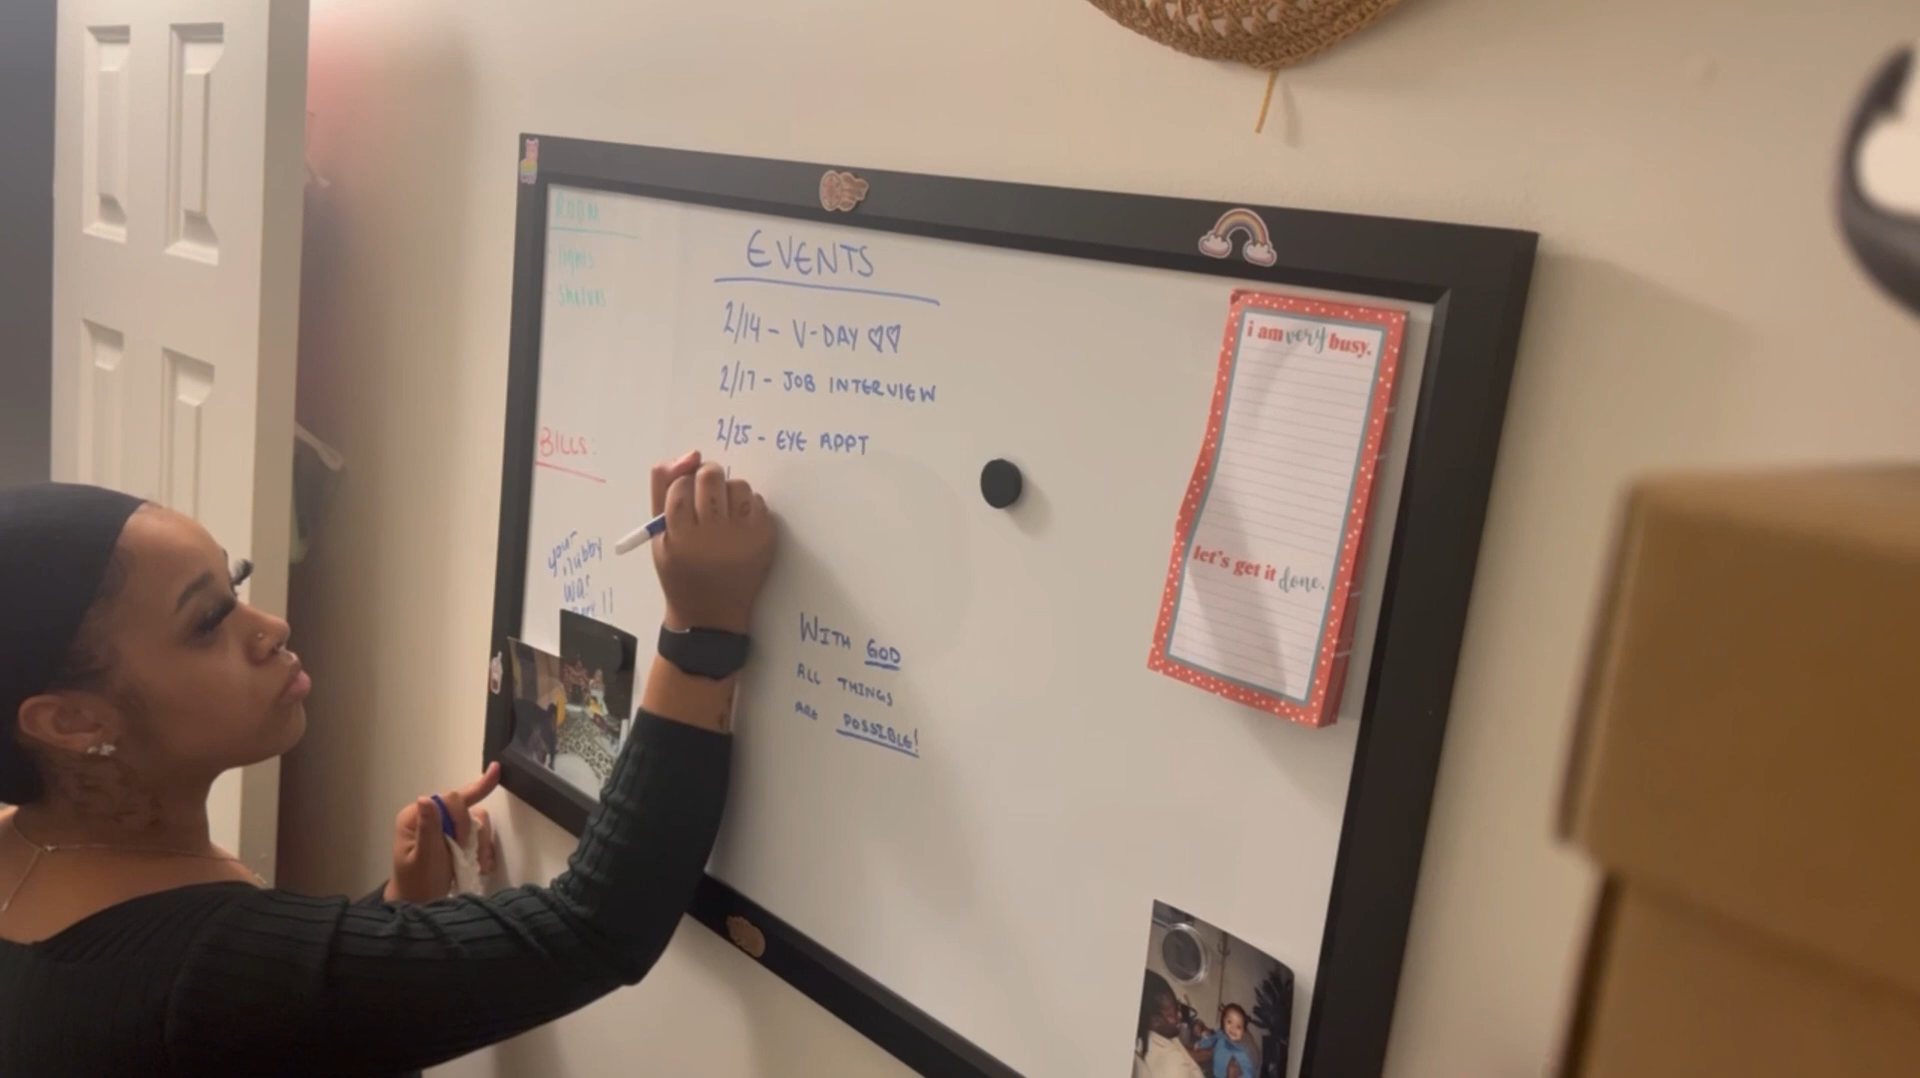 ROOM
- lights
- shelves
BILLS:
your
EVENTS
2/14 - V-DAY ♡♡
2/17 - JOB INTERVIEW
2/25 - EYE APPT
WITH GOD
ALL THINGS
ARE POSSIBLE!
i am very busy.
let's get it done.